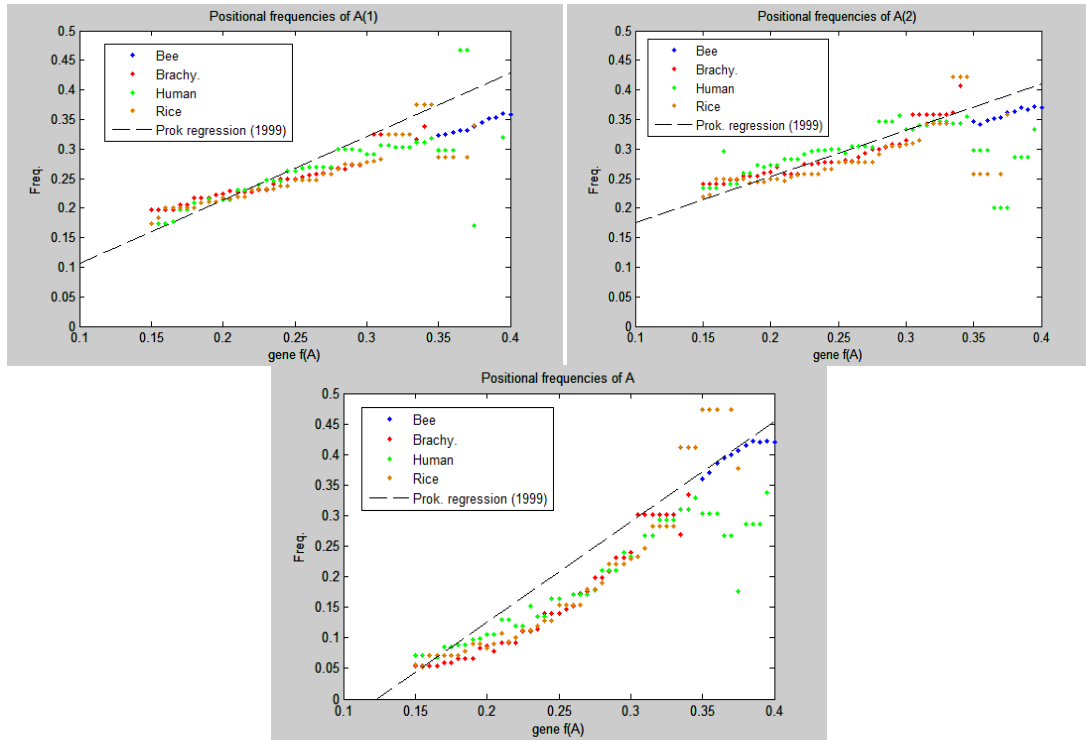 Positional frequencies of A(1)
0.5
0.45
0.4
0.35
0.3
0.25
0.2
0.15
0.1
0.05
0
Freq.
Bee
Brachy.
Human
Rice
Prok regression (1999)
0.1 0.15 0.2 0.25 0.3 0.35 0.4
gene f(A)
Positional frequencies of A(2)
0.5
0.45
0.4
0.35
0.3
0.25
0.2
0.15
0.1
0.05
0
Freq.
Bee
Brachy.
Human
Rice
Prok. regression (1999)
0.1 0.15 0.2 0.25 0.3 0.35 0.4
gene f(A)
Positional frequencies of A
0.5
0.45
0.4
0.35
0.3
0.25
0.2
0.15
0.1
0.05
0
Freq.
Bee
Brachy.
Human
Rice
Prok. regression (1999)
0.1 0.15 0.2 0.25 0.3 0.35 0.4
gene f(A)